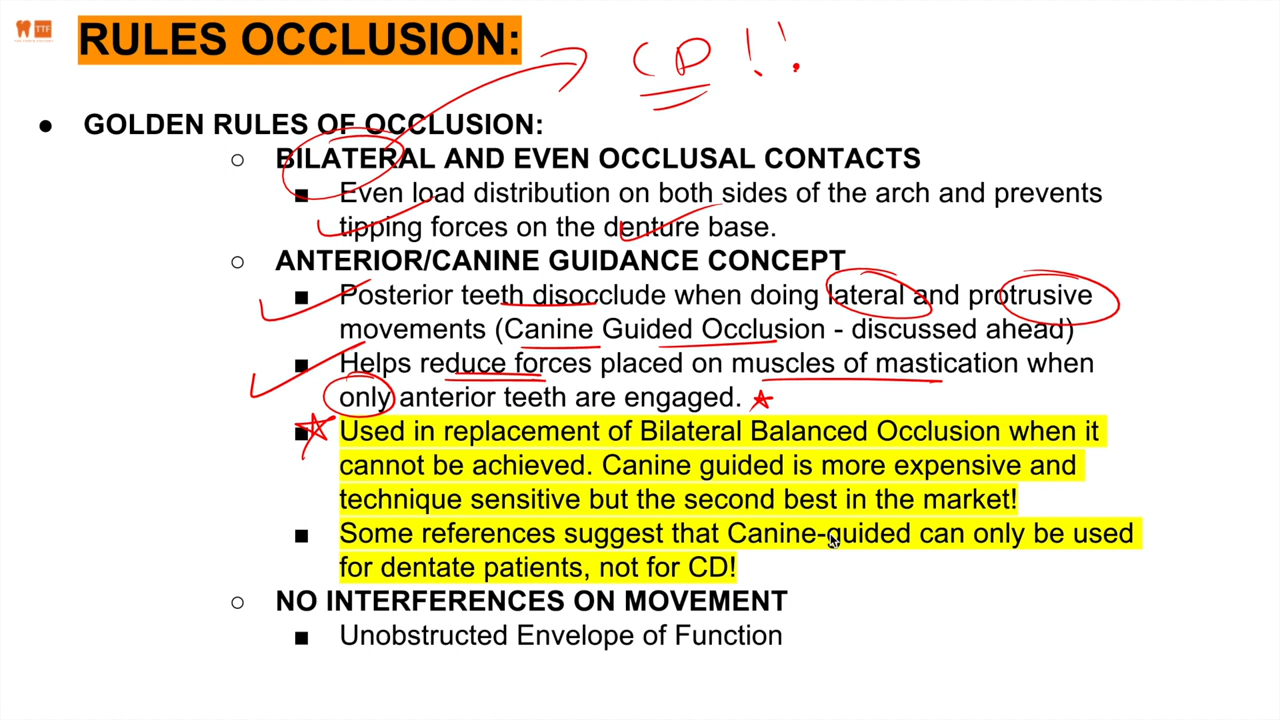 TTF
RULES OCCLUSION:
CD !!
● GOLDEN RULES OF OCCLUSION:
○ BILATERAL AND EVEN OCCLUSAL CONTACTS
■ Even load distribution on both sides of the arch and prevents
tipping forces on the denture base.
○ ANTERIOR/CANINE GUIDANCE CONCEPT
■ Posterior teeth disocclude when doing lateral and protrusive
movements (Canine Guided Occlusion - discussed ahead)
■ Helps reduce forces placed on muscles of mastication when
only anterior teeth are engaged.
■ Used in replacement of Bilateral Balanced Occlusion when it
cannot be achieved. Canine guided is more expensive and
technique sensitive but the second best in the market!
■ Some references suggest that Canine-guided can only be used
for dentate patients, not for CD!
○ NO INTERFERENCES ON MOVEMENT
■ Unobstructed Envelope of Function